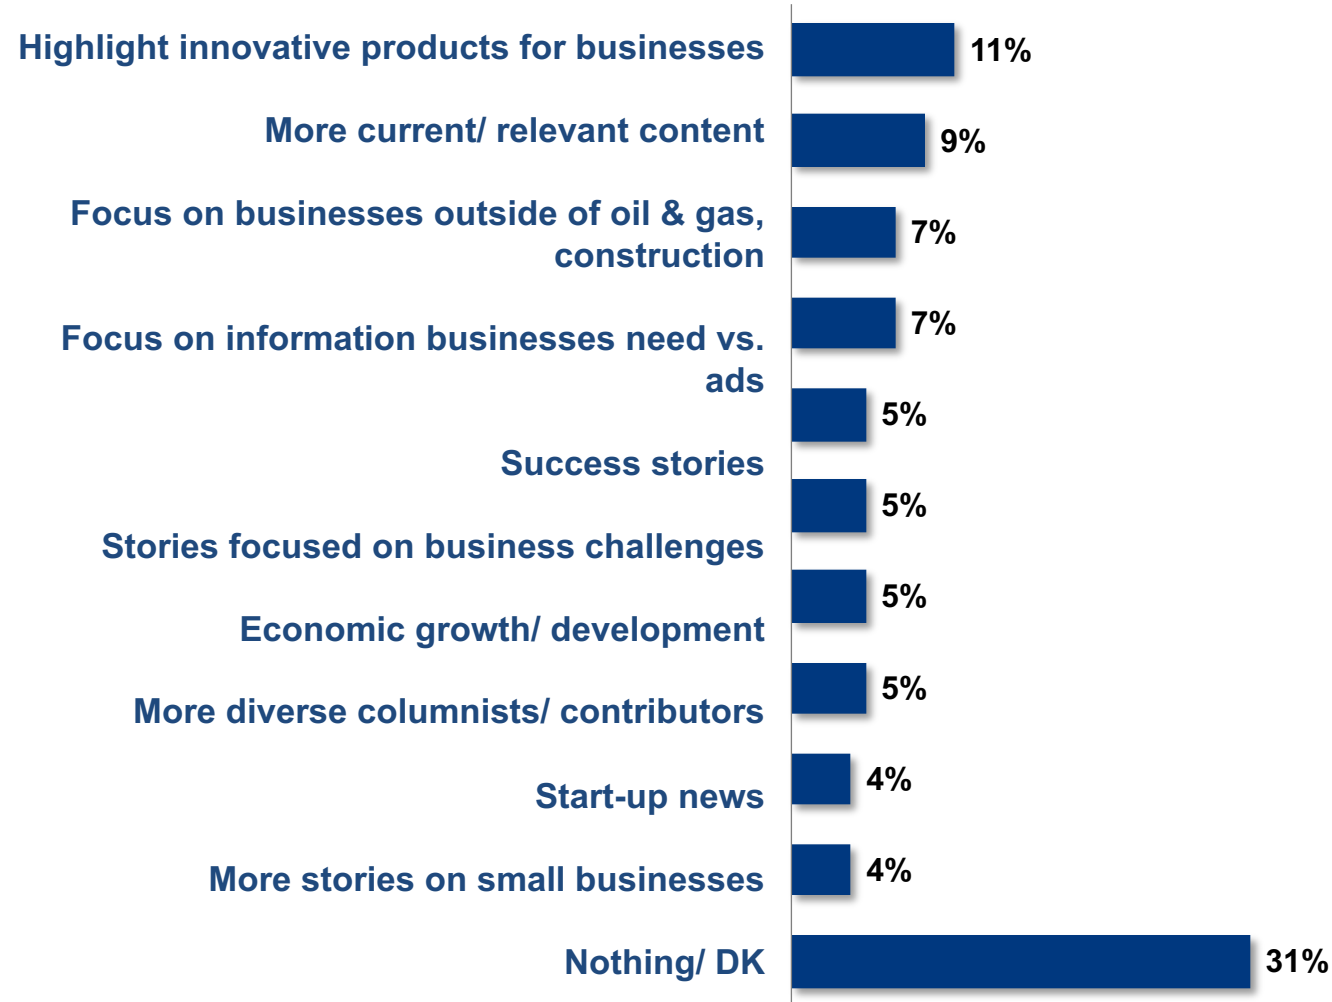 Highlight innovative products for businesses 11%
More current/ relevant content 9%
Focus on businesses outside of oil & gas, 7%
construction
Focus on information businesses need vs. 7%
ads
Success stories 5%
Stories focused on business challenges 5%
Economic growth/ development 5%
More diverse columnists/ contributors 5%
Start-up news 4%
More stories on small businesses 4%
Nothing/ DK 31%